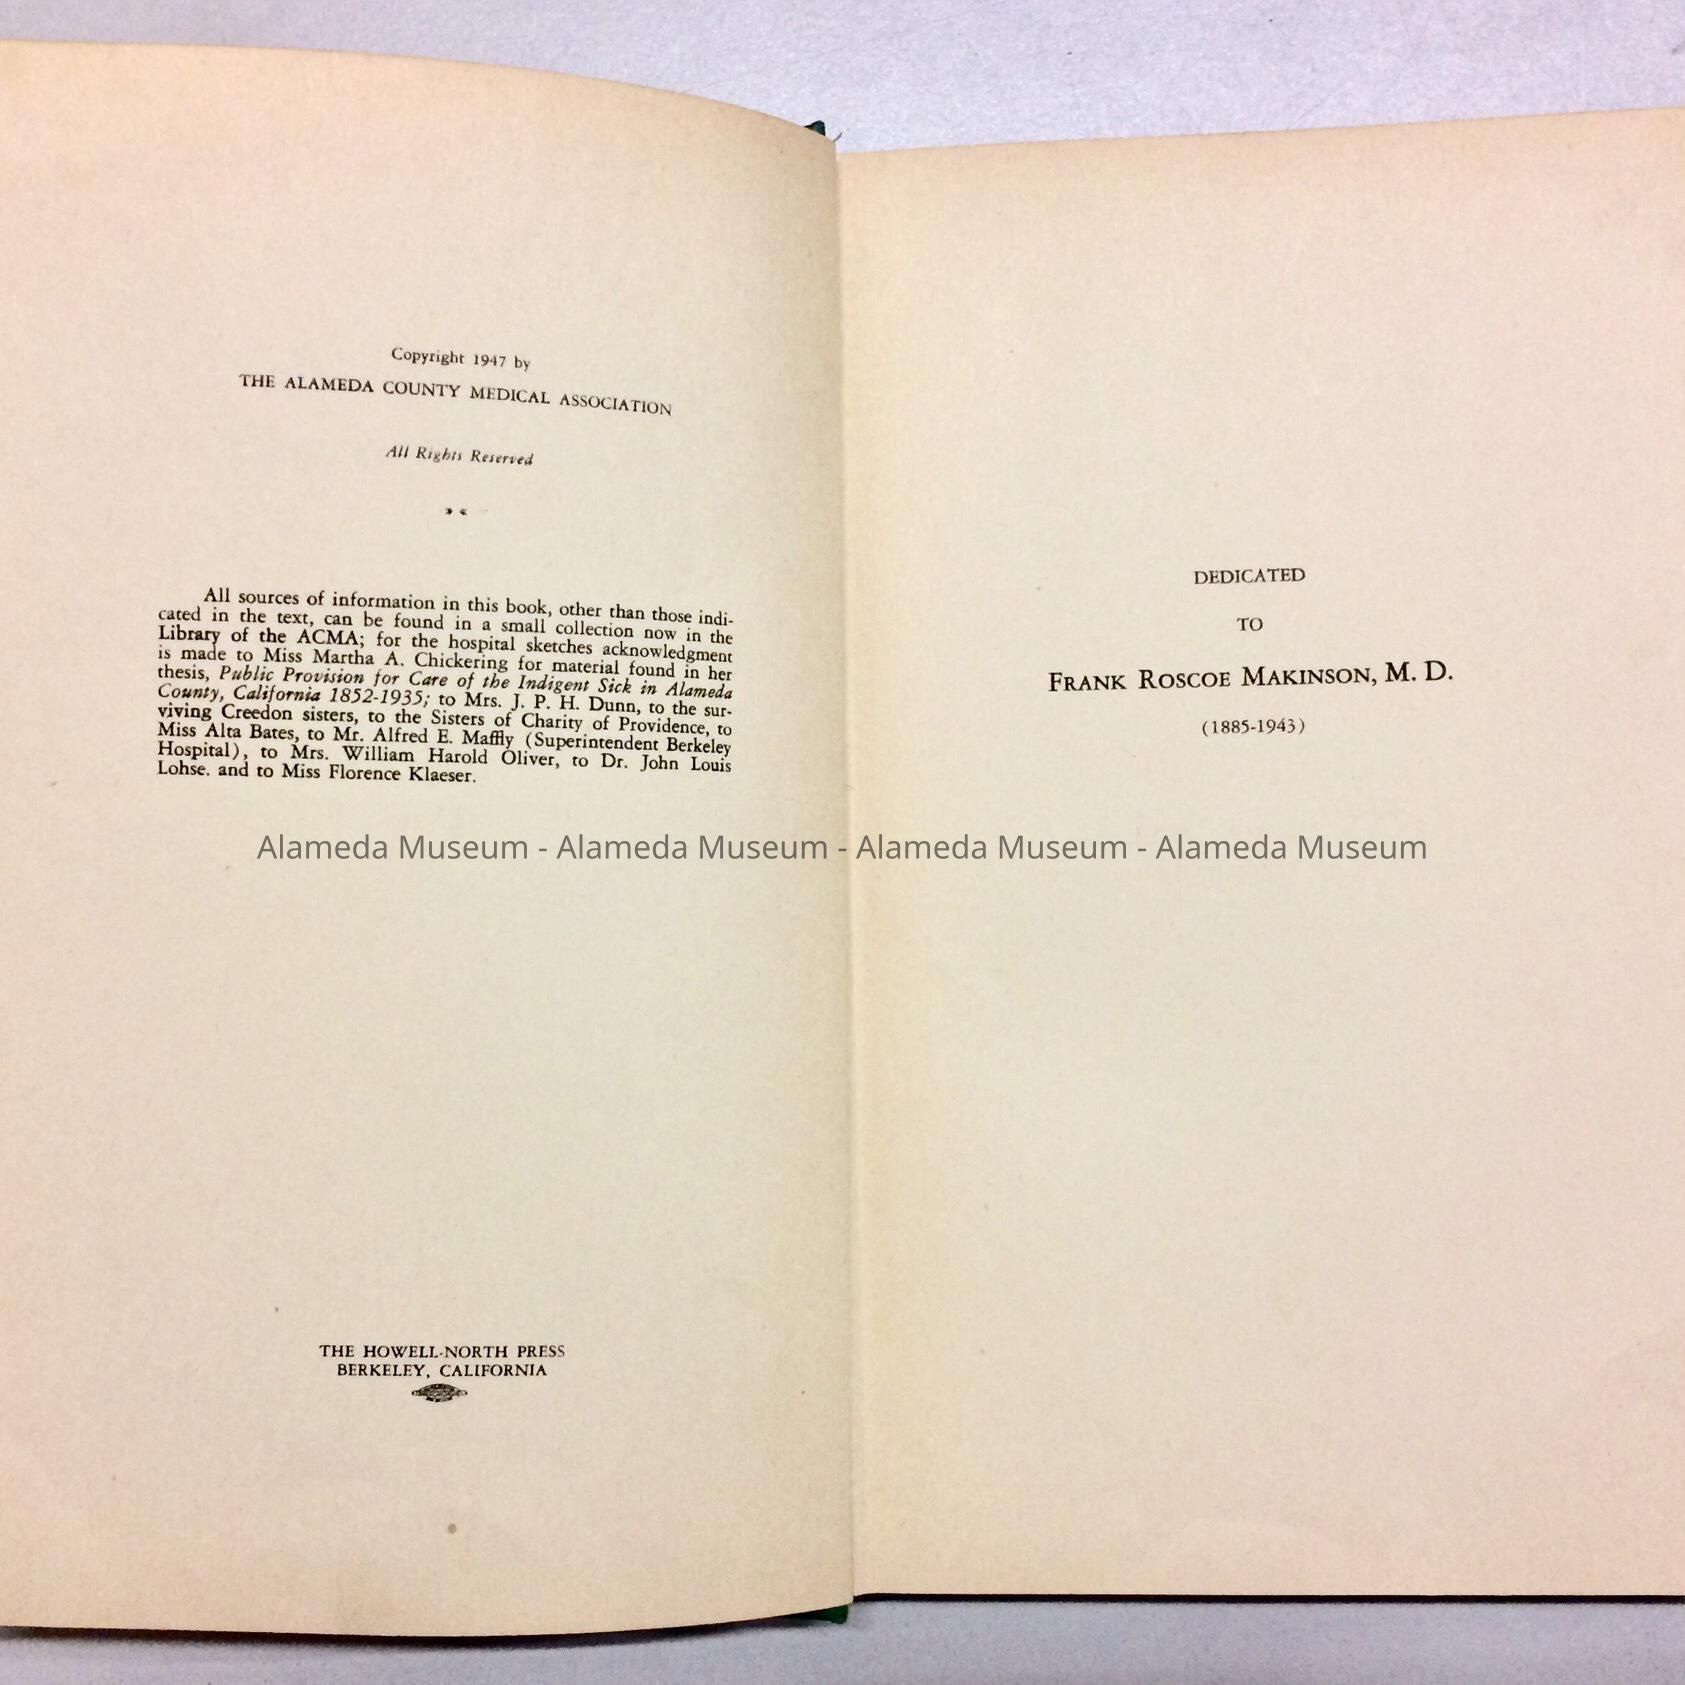 Copyright 1947 by
THE ALAMEDA COUNTY MEDICAL ASSOCIATION
All Rights Reserved
All sources of information in this book, other than those indi-
cated in the text, can be found in a small collection now in the
Library of the ACMA; for the hospital sketches acknowledgment
is made to Miss Martha A. Chickering for material found in her
thesis, Public Provision for Care of the Indigent Sick in Alameda
County, California 1852-1935; to Mrs. J. P. H. Dunn, to the sur-
viving Creedon sisters, to the Sisters of Charity of Providence, to
Miss Alta Bates, to Mr. Alfred E. Maffly (Superintendent Berkeley
Hospital), to Mrs. William Harold Oliver, to Dr. John Louis
Lohse. and to Miss Florence Klaeser.
THE HOWELL-NORTH PRESS
BERKELEY, CALIFORNIA
DEDICATED
TO
FRANK ROSCOE MAKINSON, M. D.
(1885-1943)
Alameda Museum - Alameda Museum - Alameda Museum - Alameda Museum